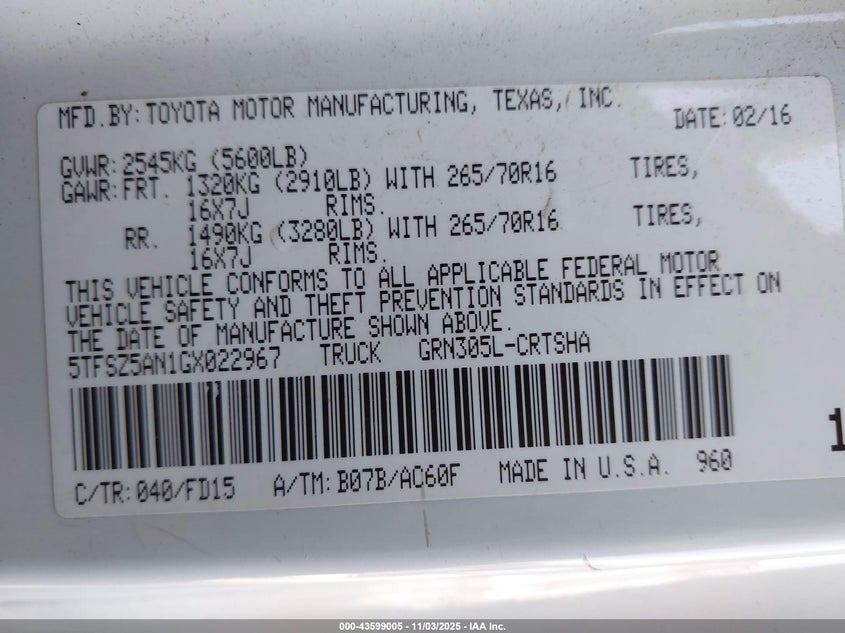 MFD.BY:TOYOTA MOTOR MANUFACTURING, TEXAS, INC.
DATE:02/16
GVWR:2545KG (5600LB)
GAWR:FRT. 1320KG (2910LB) WITH 265/70R16 TIRES,
16X7J RIMS.
RR. 1490KG (3280LB) WITH 265/70R16 TIRES,
16X7J RIMS.
THIS VEHICLE CONFORMS TO ALL APPLICABLE FEDERAL MOTOR
VEHICLE SAFETY AND THEFT PREVENTION STANDARDS IN EFFECT ON
THE DATE OF MANUFACTURE SHOWN ABOVE.
5TFSZ5AN1GX022967 TRUCK GRN305L-CRTSHA
C/TR:040/FD15 A/TM:B07B/AC60F MADE IN U.S.A. 960
1
000-43599005 - 11/03/2025 - IAA Inc.